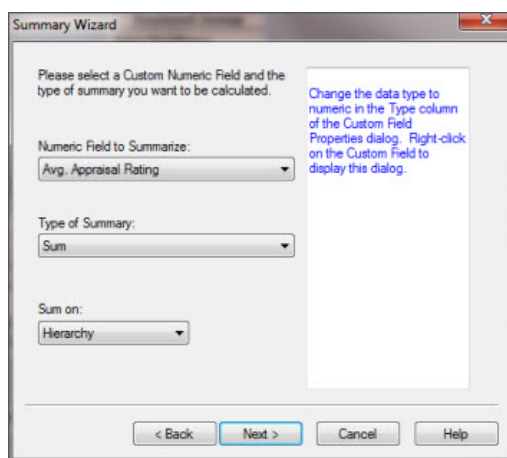 Summary Wizard
Please select a Custom Numeric Field and the
type of summary you want to be calculated.
Numeric Field to Summarize:
Avg. Appraisal Rating
Type of Summary:
Sum
Sum on:
Hierarchy
Change the data type to
numeric in the Type column
of the Custom Field
Properties dialog. Right-click
on the Custom Field to
display this dialog.
< Back
Next >
Cancel
Help